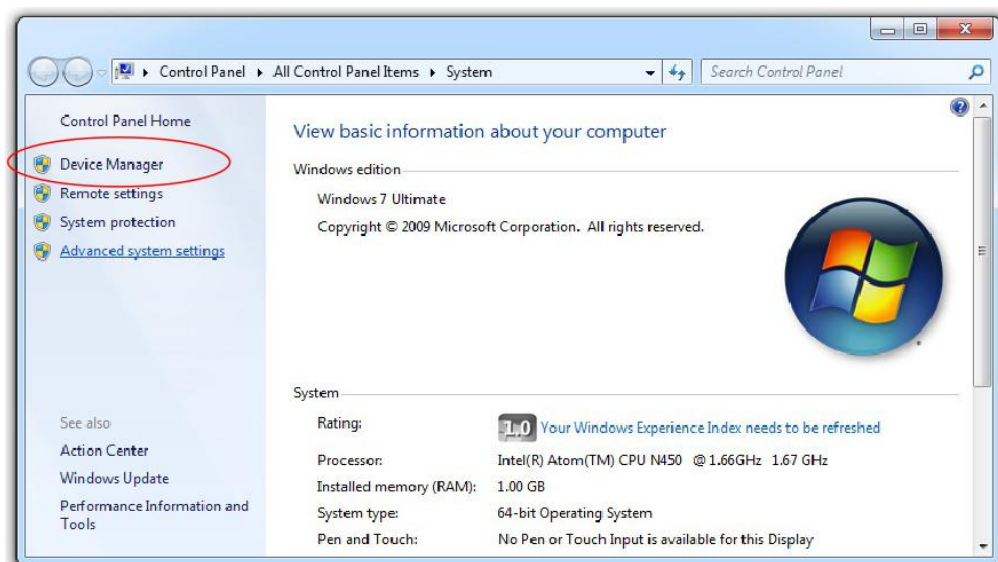 Control Panel ▸ All Control Panel Items ▸ System
Search Control Panel
Control Panel Home
Device Manager
Remote settings
System protection
Advanced system settings
See also
Action Center
Windows Update
Performance Information and
Tools
View basic information about your computer
Windows edition
Windows 7 Ultimate
Copyright © 2009 Microsoft Corporation. All rights reserved.
System
Rating:
1.0 Your Windows Experience Index needs to be refreshed
Processor: Intel(R) Atom(TM) CPU N450 @ 1.66GHz 1.67 GHz
Installed memory (RAM): 1.00 GB
System type: 64-bit Operating System
Pen and Touch: No Pen or Touch Input is available for this Display